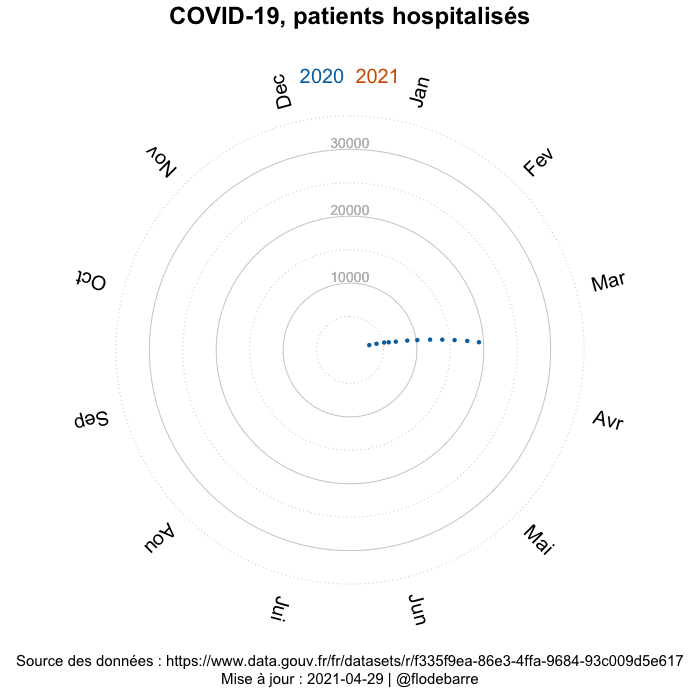 COVID-19, patients hospitalisés
2020 2021
Jan
Fev
Mar
Avr
Mai
Jun
Jui
Aou
Sep
Oct
Nov
Dec
30000
20000
10000
Source des données : https://www.data.gouv.fr/fr/datasets/r/f335f9ea-86e3-4ffa-9684-93c009d5e617
Mise à jour : 2021-04-29 | @flodebarre